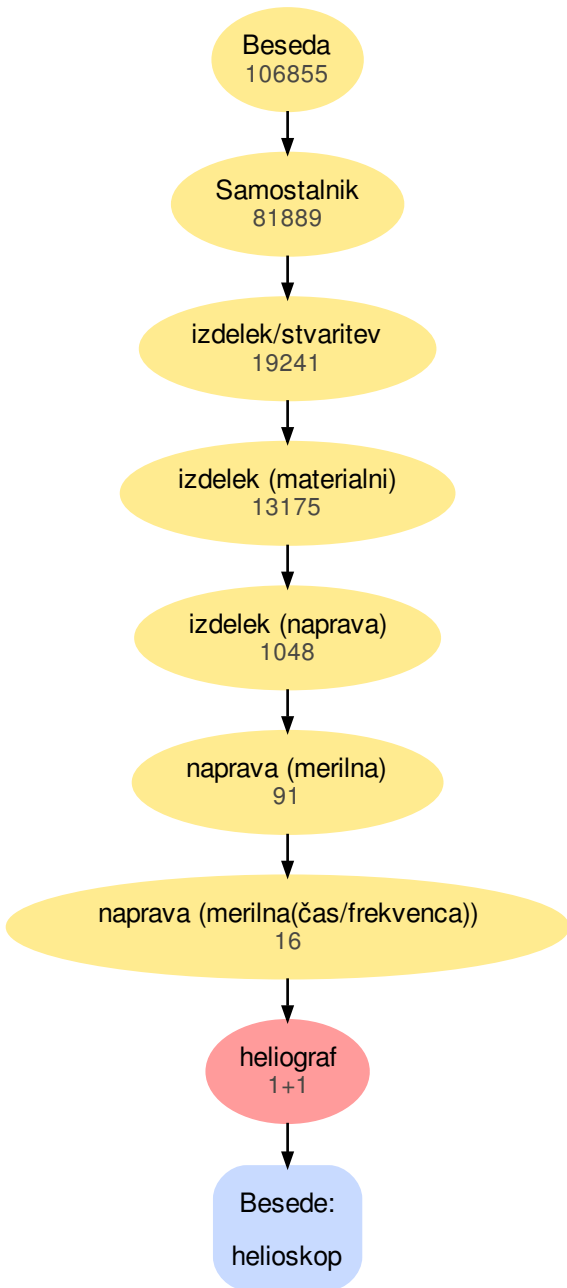 Beseda
106855
Samostalnik
81889
izdelek/stvaritev
19241
izdelek (materialni)
13175
izdelek (naprava)
1048
naprava (merilna)
91
naprava (merilna(čas/frekvenca))
16
heliograf
1+1
Besede:
helioskop